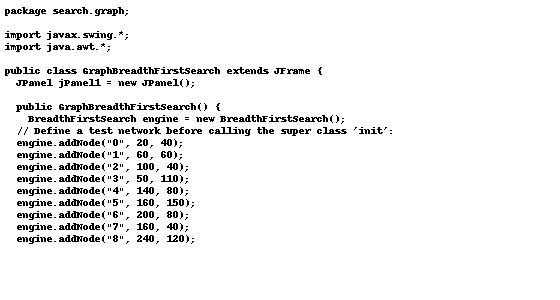 package search.graph;
import javax.swing.*;
import java.awt.*;
public class GraphBreadthFirstSearch extends JFrame {
JPanel jPanel1 = new JPanel();
public GraphBreadthFirstSearch() {
BreadthFirstSearch engine = new BreadthFirstSearch();
// Define a test network before calling the super class 'init':
engine.addNode("0", 20, 40);
engine.addNode("1", 60, 60);
engine.addNode("2", 100, 40);
engine.addNode("3", 50, 110);
engine.addNode("4", 140, 80);
engine.addNode("5", 160, 150);
engine.addNode("6", 200, 80);
engine.addNode("7", 160, 40);
engine.addNode("8", 240, 120);